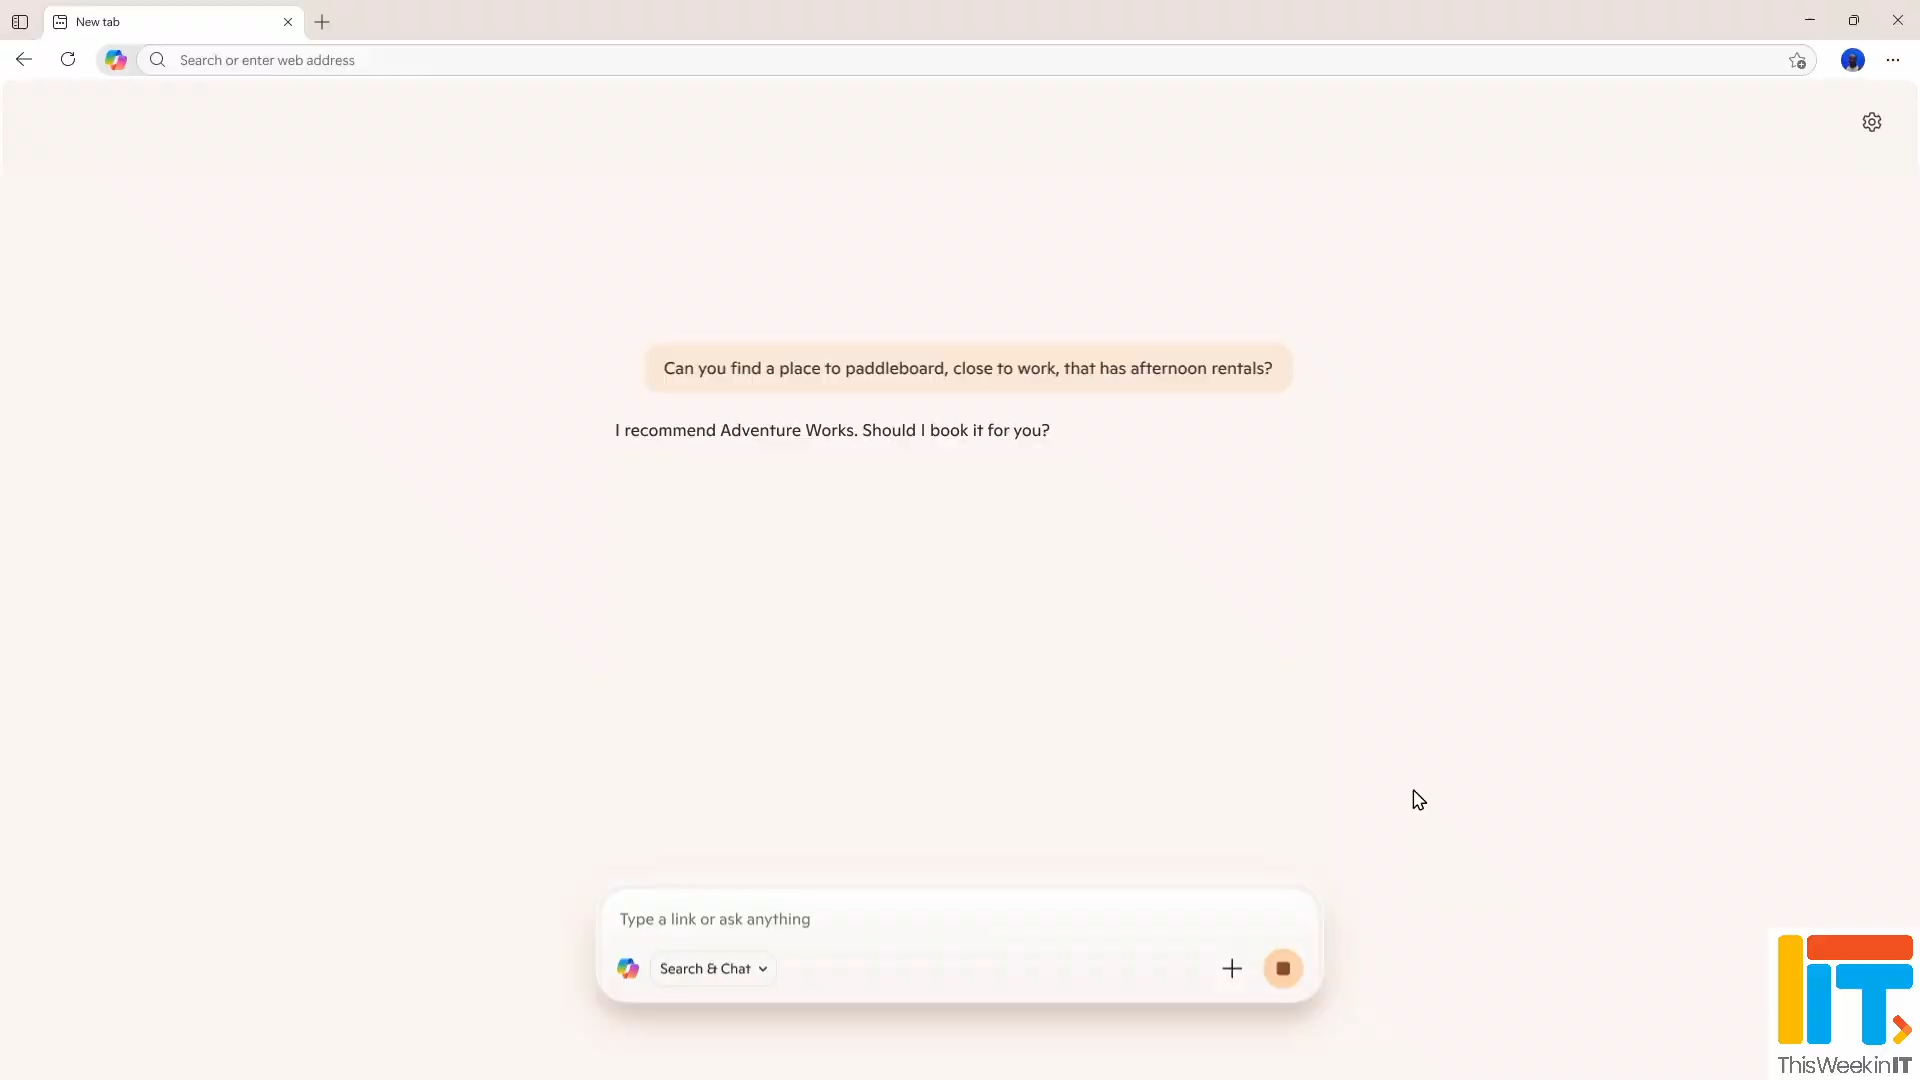 New tab
Search or enter web address
Can you find a place to paddleboard, close to work, that has afternoon rentals?
I recommend Adventure Works. Should I book it for you?
Type a link or ask anything
Search & Chat
IT
ThisWeekinIT